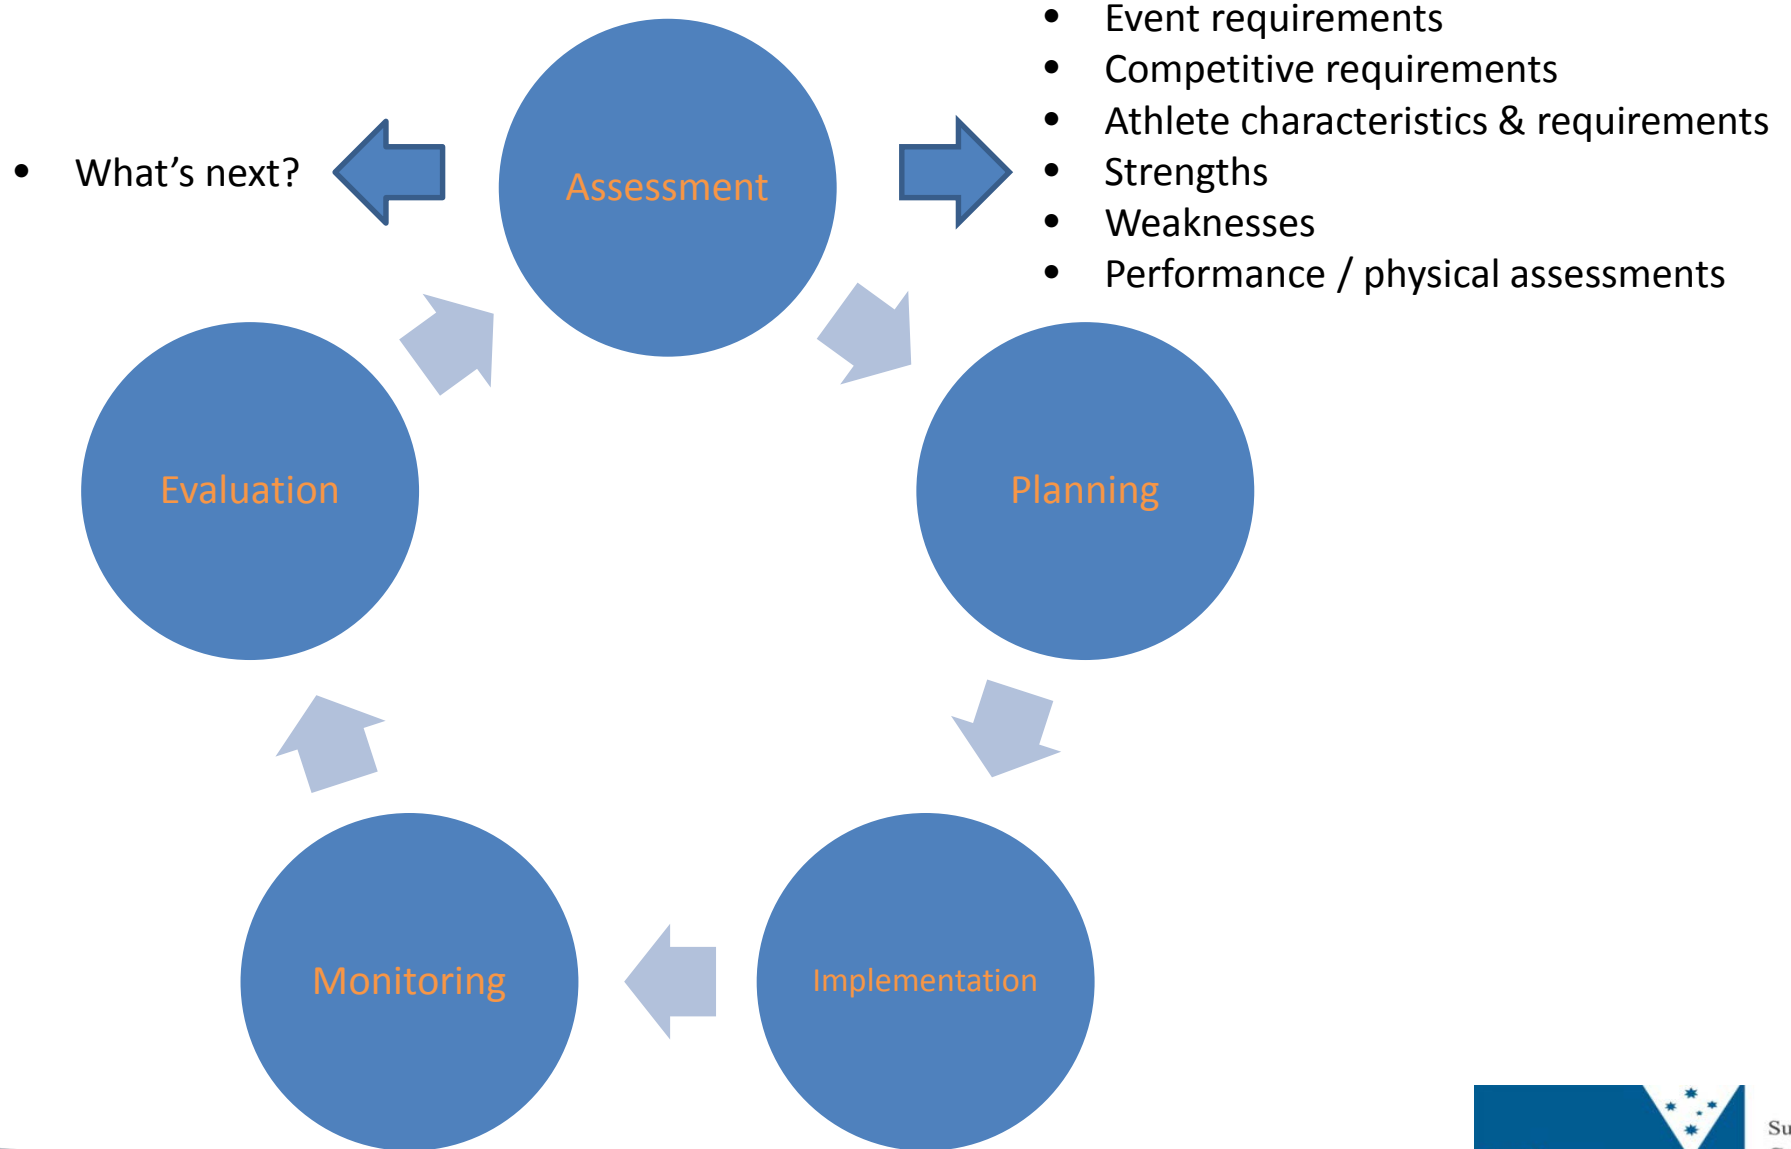 • Event requirements
• Competitive requirements
• Athlete characteristics & requirements
• Strengths
• Weaknesses
• Performance / physical assessments
• What's next?
Assessment
Planning
Implementation
Monitoring
Evaluation